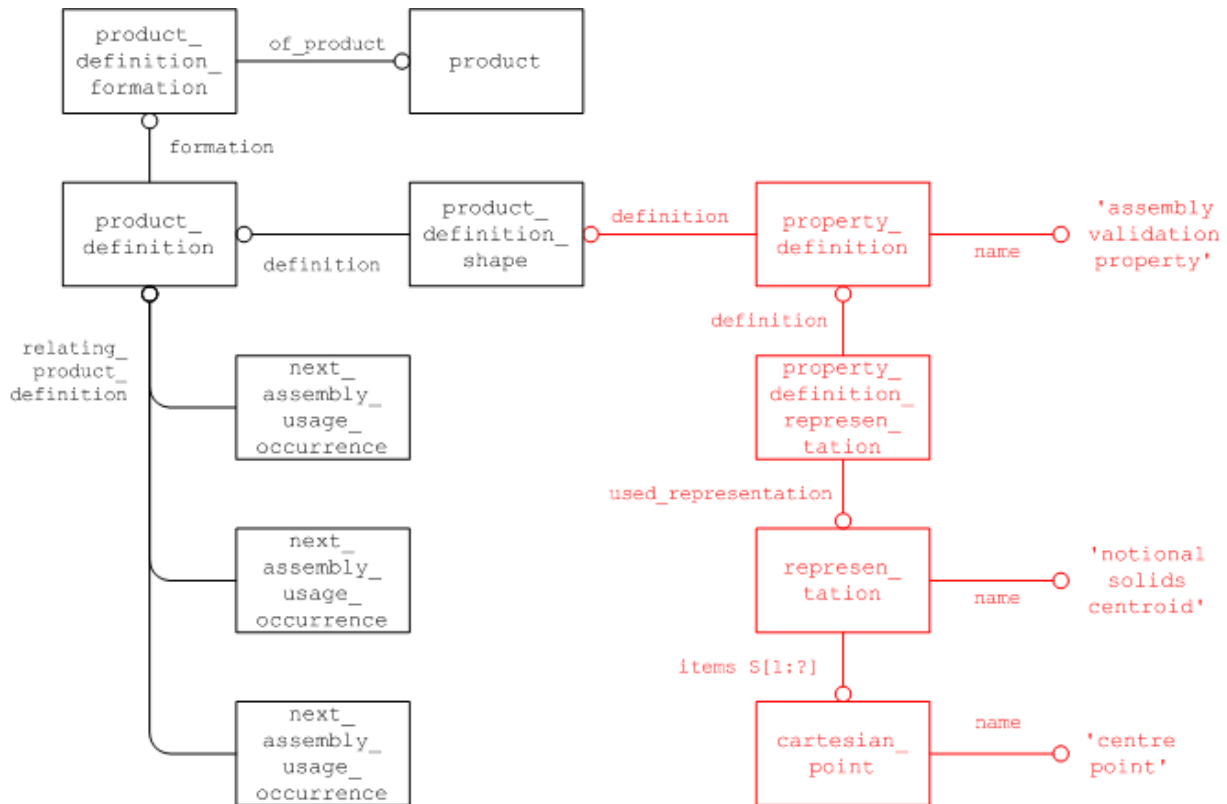 product_
definition_
formation
of_product
product
formation
product_
definition
definition
product_
definition_
shape
definition
property_
definition
name
'assembly
validation
property'
relating_
product_
definition
next_
assembly_
usage_
occurrence
definition
property_
definition_
represen_
tation
used_representation
next_
assembly_
usage_
occurrence
represen_
tation
name
'notional
solids
centroid'
items S[1:?]
next_
assembly_
usage_
occurrence
cartesian_
point
name
'centre
point'